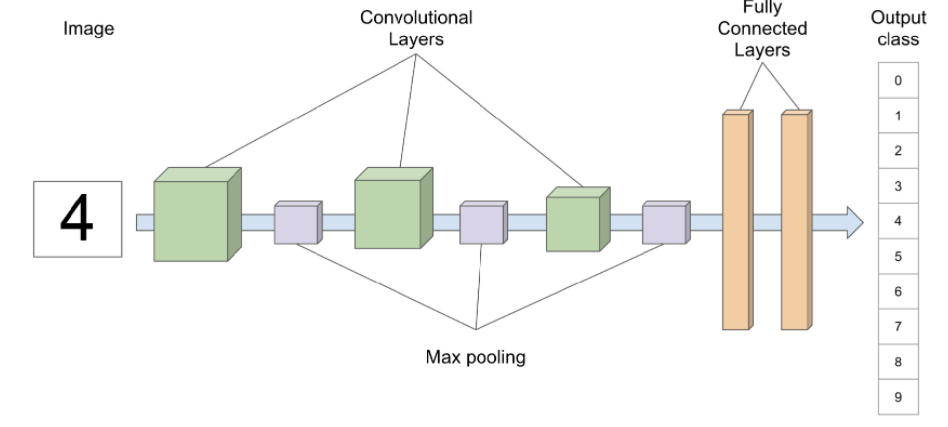 Image
Convolutional
Layers
Fully
Connected
Layers
Output
class
4
0
1
2
3
4
5
6
7
8
9
Max pooling